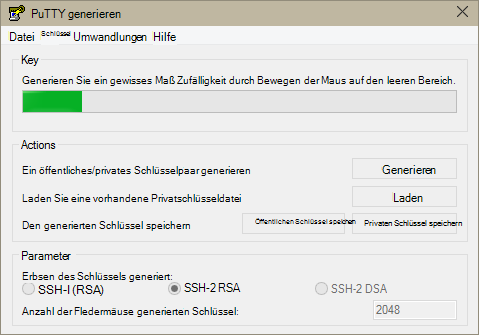 PuTTY generieren
Datei Schlüssel Umwandlungen Hilfe
Key
Generieren Sie ein gewisses Maß Zufälligkeit durch Bewegen der Maus auf den leeren Bereich.
Actions
Ein öffentliches/privates Schlüsselpaar generieren Generieren
Laden Sie eine vorhandene Privatschlüsseldatei Laden
Den generierten Schlüssel speichern Öffentlichen Schlüssel speichen Privaten Schlüssel speichern
Parameter
Erbsen des Schlüssels generiert:
SSH-I (RSA) SSH-2 RSA SSH-2 DSA
Anzahl der Fledermäuse generierten Schlüssel: 2048